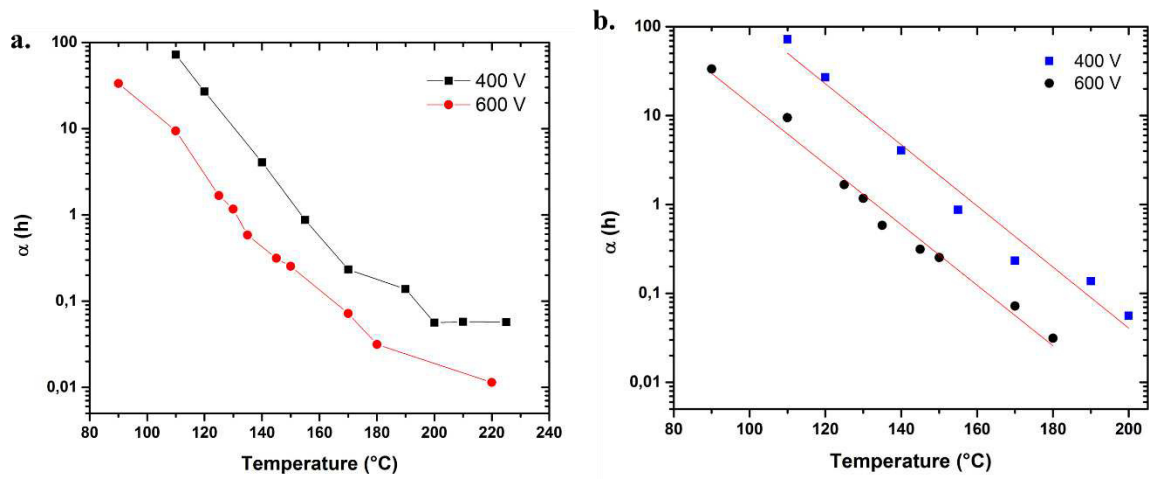 a.
100
10
1
0,1
0,01
α (h)
400 V
600 V
80 100 120 140 160 180 200 220 240
Temperature (°C)
b.
100
10
1
0,1
0,01
α (h)
400 V
600 V
80 100 120 140 160 180 200
Temperature (°C)